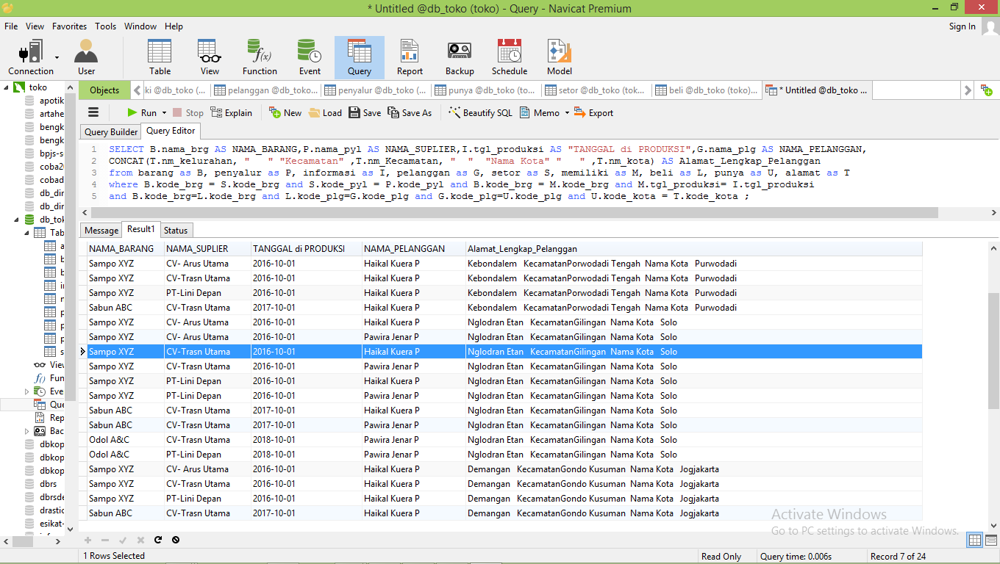 * Untitled @db_toko (toko) - Query - Navicat Premium
File View Favorites Tools Window Help Sign In
Connection User Table View Function Event Query Report Backup Schedule Model
toko
apotik
artahe
bengk
bengk
bpjs-s
coba20
cobad
db_dir
db_dir
db_tok
Tab
a
b
b
in
p
p
p
s
View
Fun
Eve
Que
Rep
Bac
dbkop
dbkop
dbkop
dbrs
dbrsde
drastic
esikat-
Objects ki @db_toko (... pelanggan @db_toko... penyalur @db_toko (... punya @db_toko (to... setor @db_toko (tok... beli @db_toko (toko)... * Untitled @db_toko ...
Run Stop Explain New Load Save Save As Beautify SQL Memo Export
Query Builder Query Editor
1 SELECT B.nama_brg AS NAMA_BARANG,P.nama_pyl AS NAMA_SUPLIER,I.tgl_produksi AS "TANGGAL di PRODUKSI",G.nama_plg AS NAMA_PELANGGAN,
2 CONCAT(T.nm_kelurahan, "   " "Kecamatan" ,T.nm_Kecamatan, "  "  "Nama Kota" "   " ,T.nm_kota) AS Alamat_Lengkap_Pelanggan
3 from barang as B, penyalur as P, informasi as I, pelanggan as G, setor as S, memiliki as M, beli as L, punya as U, alamat as T
4 where B.kode_brg = S.kode_brg and S.kode_pyl = P.kode_pyl and B.kode_brg = M.kode_brg and M.tgl_produksi= I.tgl_produksi
5 and B.kode_brg=L.kode_brg and L.kode_plg=G.kode_plg and G.kode_plg=U.kode_plg and U.kode_kota = T.kode_kota ;
Message Result1 Status
NAMA_BARANG NAMA_SUPLIER TANGGAL di PRODUKSI NAMA_PELANGGAN Alamat_Lengkap_Pelanggan
Sampo XYZ CV- Arus Utama 2016-10-01 Haikal Kuera P Kebondalem   KecamatanPorwodadi Tengah  Nama Kota   Purwodadi
Sampo XYZ CV-Trasn Utama 2016-10-01 Haikal Kuera P Kebondalem   KecamatanPorwodadi Tengah  Nama Kota   Purwodadi
Sampo XYZ PT-Lini Depan 2016-10-01 Haikal Kuera P Kebondalem   KecamatanPorwodadi Tengah  Nama Kota   Purwodadi
Sabun ABC CV-Trasn Utama 2017-10-01 Haikal Kuera P Kebondalem   KecamatanPorwodadi Tengah  Nama Kota   Purwodadi
Sampo XYZ CV- Arus Utama 2016-10-01 Haikal Kuera P Nglodran Etan   KecamatanGilingan  Nama Kota   Solo
Sampo XYZ CV- Arus Utama 2016-10-01 Pawira Jenar P Nglodran Etan   KecamatanGilingan  Nama Kota   Solo
Sampo XYZ CV-Trasn Utama 2016-10-01 Haikal Kuera P Nglodran Etan   KecamatanGilingan  Nama Kota   Solo
Sampo XYZ CV-Trasn Utama 2016-10-01 Pawira Jenar P Nglodran Etan   KecamatanGilingan  Nama Kota   Solo
Sampo XYZ PT-Lini Depan 2016-10-01 Haikal Kuera P Nglodran Etan   KecamatanGilingan  Nama Kota   Solo
Sampo XYZ PT-Lini Depan 2016-10-01 Pawira Jenar P Nglodran Etan   KecamatanGilingan  Nama Kota   Solo
Sabun ABC CV-Trasn Utama 2017-10-01 Haikal Kuera P Nglodran Etan   KecamatanGilingan  Nama Kota   Solo
Sabun ABC CV-Trasn Utama 2017-10-01 Pawira Jenar P Nglodran Etan   KecamatanGilingan  Nama Kota   Solo
Odol A&C CV-Trasn Utama 2018-10-01 Pawira Jenar P Nglodran Etan   KecamatanGilingan  Nama Kota   Solo
Odol A&C PT-Lini Depan 2018-10-01 Pawira Jenar P Nglodran Etan   KecamatanGilingan  Nama Kota   Solo
Sampo XYZ CV- Arus Utama 2016-10-01 Haikal Kuera P Demangan   KecamatanGondo Kusuman  Nama Kota   Jogjakarta
Sampo XYZ CV-Trasn Utama 2016-10-01 Haikal Kuera P Demangan   KecamatanGondo Kusuman  Nama Kota   Jogjakarta
Sampo XYZ PT-Lini Depan 2016-10-01 Haikal Kuera P Demangan   KecamatanGondo Kusuman  Nama Kota   Jogjakarta
Sabun ABC CV-Trasn Utama 2017-10-01 Haikal Kuera P Demangan   KecamatanGondo Kusuman  Nama Kota   Jogjakarta
Activate Windows
Go to PC settings to activate Windows.
1 Rows Selected Read Only Query time: 0.006s Record 7 of 24